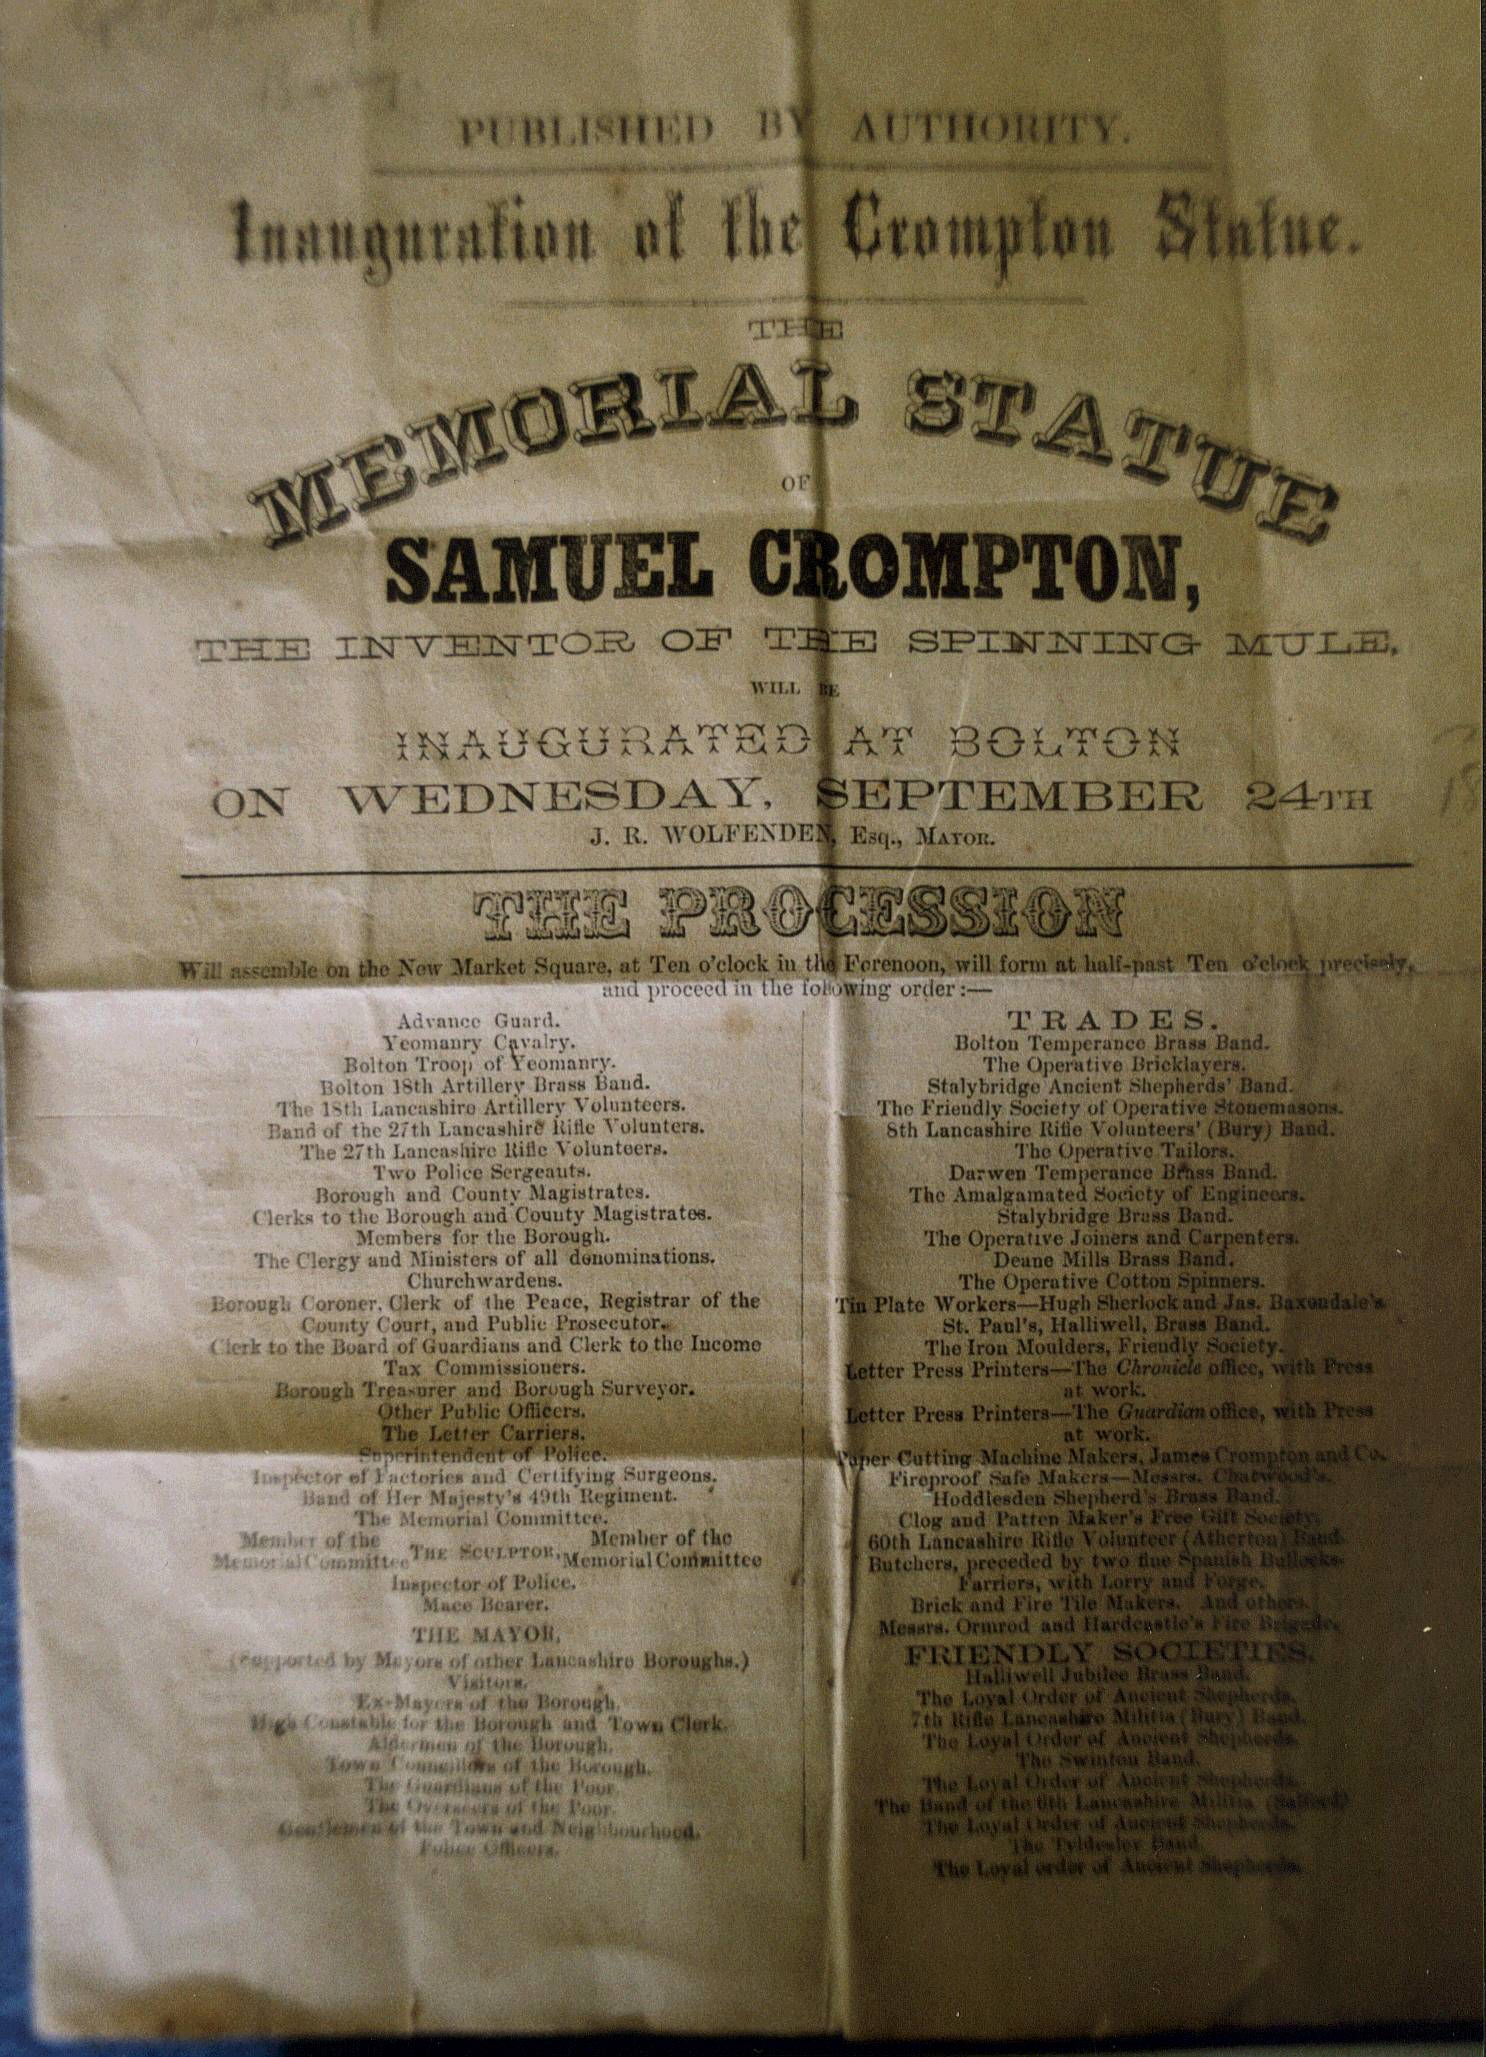 PUBLISHED BY AUTHORITY.
Inauguration of the Crompton Statue.
THE
MEMORIAL STATUE
OF
SAMUEL CROMPTON,
THE INVENTOR OF THE SPINNING MULE,
WILL BE
INAUGURATED AT BOLTON
ON WEDNESDAY, SEPTEMBER 24TH
J. R. WOLFENDEN, Esq., MAYOR.
THE PROCESSION
Will assemble on the New Market Square, at Ten o'clock in the Forenoon, will form at half-past Ten o'clock precisely,
and proceed in the following order:—
Advance Guard.
Yeomanry Cavalry.
Bolton Troop of Yeomanry.
Bolton 18th Artillery Brass Band.
The 18th Lancashire Artillery Volunteers.
Band of the 27th Lancashire Rifle Volunters.
The 27th Lancashire Rifle Volunteers.
Two Police Sergeants.
Borough and County Magistrates.
Clerks to the Borough and County Magistrates.
Members for the Borough.
The Clergy and Ministers of all denominations.
Churchwardens.
Borough Coroner, Clerk of the Peace, Registrar of the
County Court, and Public Prosecutor.
Clerk to the Board of Guardians and Clerk to the Income
Tax Commissioners.
Borough Treasurer and Borough Surveyor.
Other Public Officers.
The Letter Carriers.
Superintendent of Police.
Inspector of Factories and Certifying Surgeons.
Band of Her Majesty's 49th Regiment.
The Memorial Committee.
Member of the Member of the
Memorial Committee THE SCULPTOR, Memorial Committee
Inspector of Police.
Mace Bearer.
THE MAYOR,
(Supported by Mayors of other Lancashire Boroughs.)
Visitors.
Ex-Mayors of the Borough.
High Constable for the Borough and Town Clerk.
Aldermen of the Borough.
Town Councillors of the Borough.
The Guardians of the Poor.
The Overseers of the Poor.
Gentlemen of the Town and Neighbourhood.
Police Officers.
TRADES.
Bolton Temperance Brass Band.
The Operative Bricklayers.
Stalybridge Ancient Shepherds' Band.
The Friendly Society of Operative Stonemasons.
8th Lancashire Rifle Volunteers' (Bury) Band.
The Operative Tailors.
Darwen Temperance Brass Band.
The Amalgamated Society of Engineers.
Stalybridge Brass Band.
The Operative Joiners and Carpenters.
Deane Mills Brass Band.
The Operative Cotton Spinners.
Tin Plate Workers—Hugh Sherlock and Jas. Baxendale's
St. Paul's, Halliwell, Brass Band.
The Iron Moulders, Friendly Society.
Letter Press Printers—The Chronicle office, with Press
at work.
Letter Press Printers—The Guardian office, with Press
at work.
Paper Cutting Machine Makers, James Crompton and Co.
Fireproof Safe Makers—Messrs. Chatwood's.
Hoddlesden Shepherd's Brass Band.
Clog and Patten Maker's Free Gift Society.
60th Lancashire Rifle Volunteer (Atherton) Band.
Butchers, preceded by two fine Spanish Bullocks.
Farriers, with Lorry and Forge.
Brick and Fire Tile Makers. And others.
Messrs. Ormrod and Hardcastle's Fire Brigade.
FRIENDLY SOCIETIES.
Halliwell Jubilee Brass Band.
The Loyal Order of Ancient Shepherds.
7th Rifle Lancashire Militia (Bury) Band.
The Loyal Order of Ancient Shepherds.
The Swinton Band.
The Loyal Order of Ancient Shepherds.
The Band of the 6th Lancashire Militia (Salford)
The Loyal Order of Ancient Shepherds.
The Tyldesley Band.
The Loyal order of Ancient Shepherds.